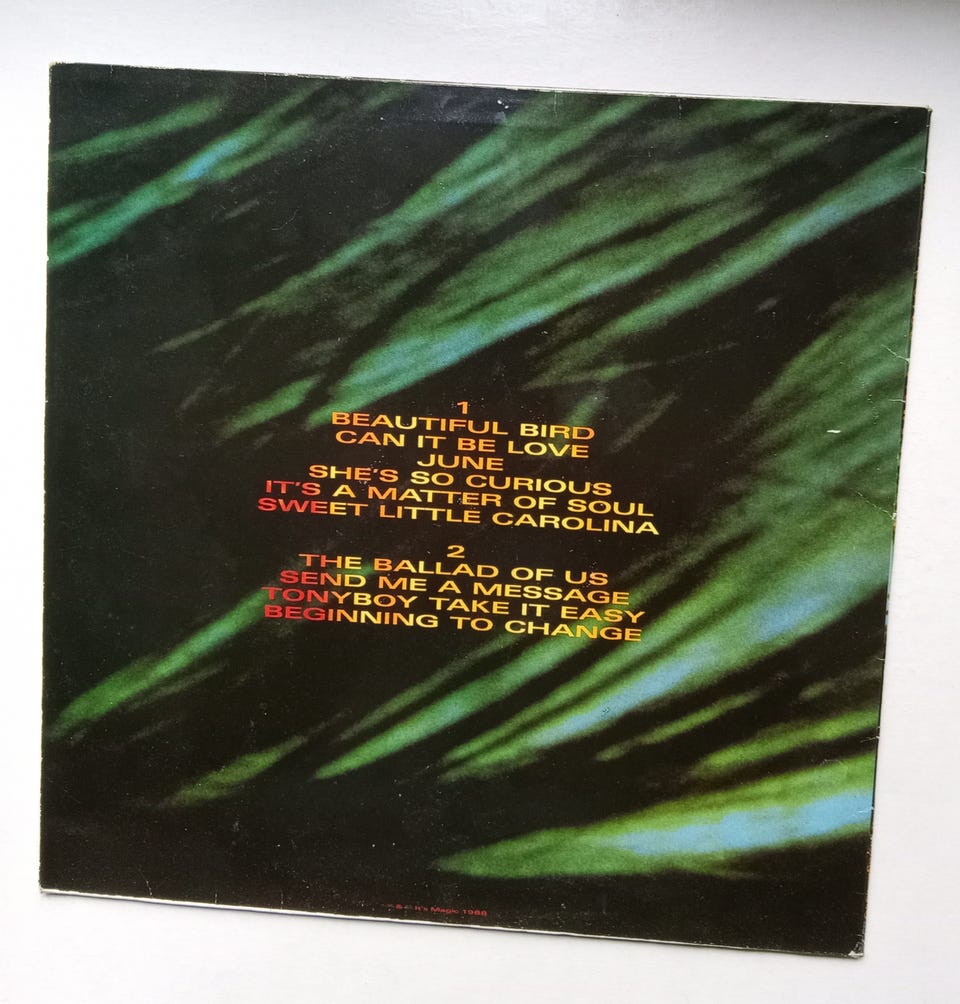 1
BEAUTIFUL BIRD
CAN IT BE LOVE
JUNE
SHE'S SO CURIOUS
IT'S A MATTER OF SOUL
SWEET LITTLE CAROLINA
2
THE BALLAD OF US
SEND ME A MESSAGE
TONYBOY TAKE IT EASY
BEGINNING TO CHANGE
& It's Magic 1988